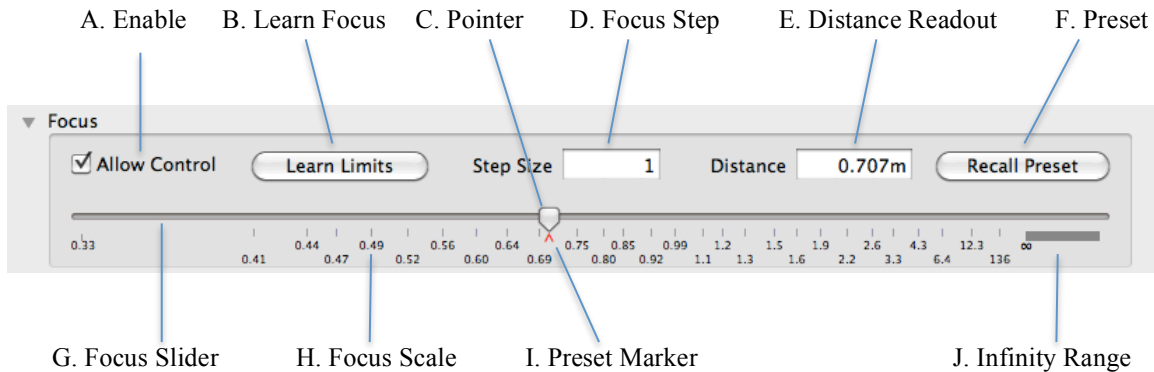 A. Enable B. Learn Focus C. Pointer D. Focus Step E. Distance Readout F. Preset
Focus
Allow Control Learn Limits Step Size 1 Distance 0.707m Recall Preset
0.33 0.44 0.49 0.56 0.64 0.75 0.85 0.99 1.2 1.5 1.9 2.6 4.3 12.3 ∞
0.41 0.47 0.52 0.60 0.69 0.80 0.92 1.1 1.3 1.6 2.2 3.3 6.4 136
G. Focus Slider H. Focus Scale I. Preset Marker J. Infinity Range